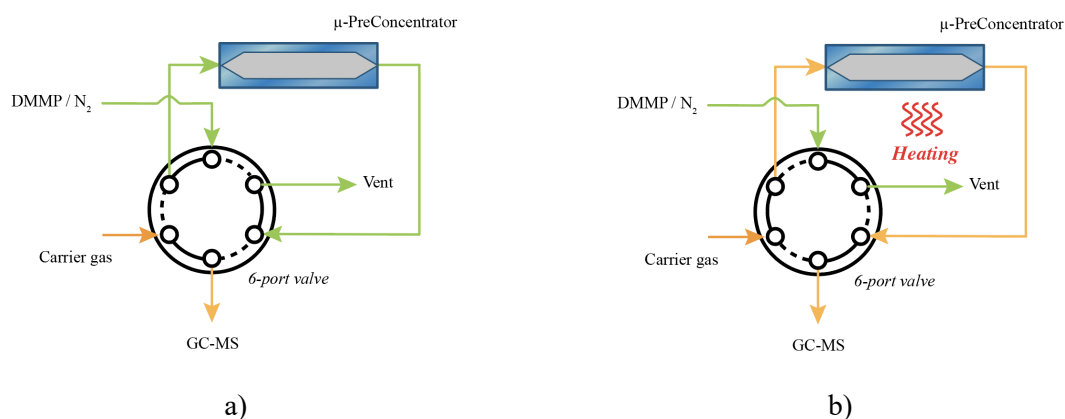 μ-PreConcentrator
DMMP / N₂
Vent
Carrier gas
6-port valve
GC-MS
a)
μ-PreConcentrator
DMMP / N₂
Heating
Vent
Carrier gas
6-port valve
GC-MS
b)